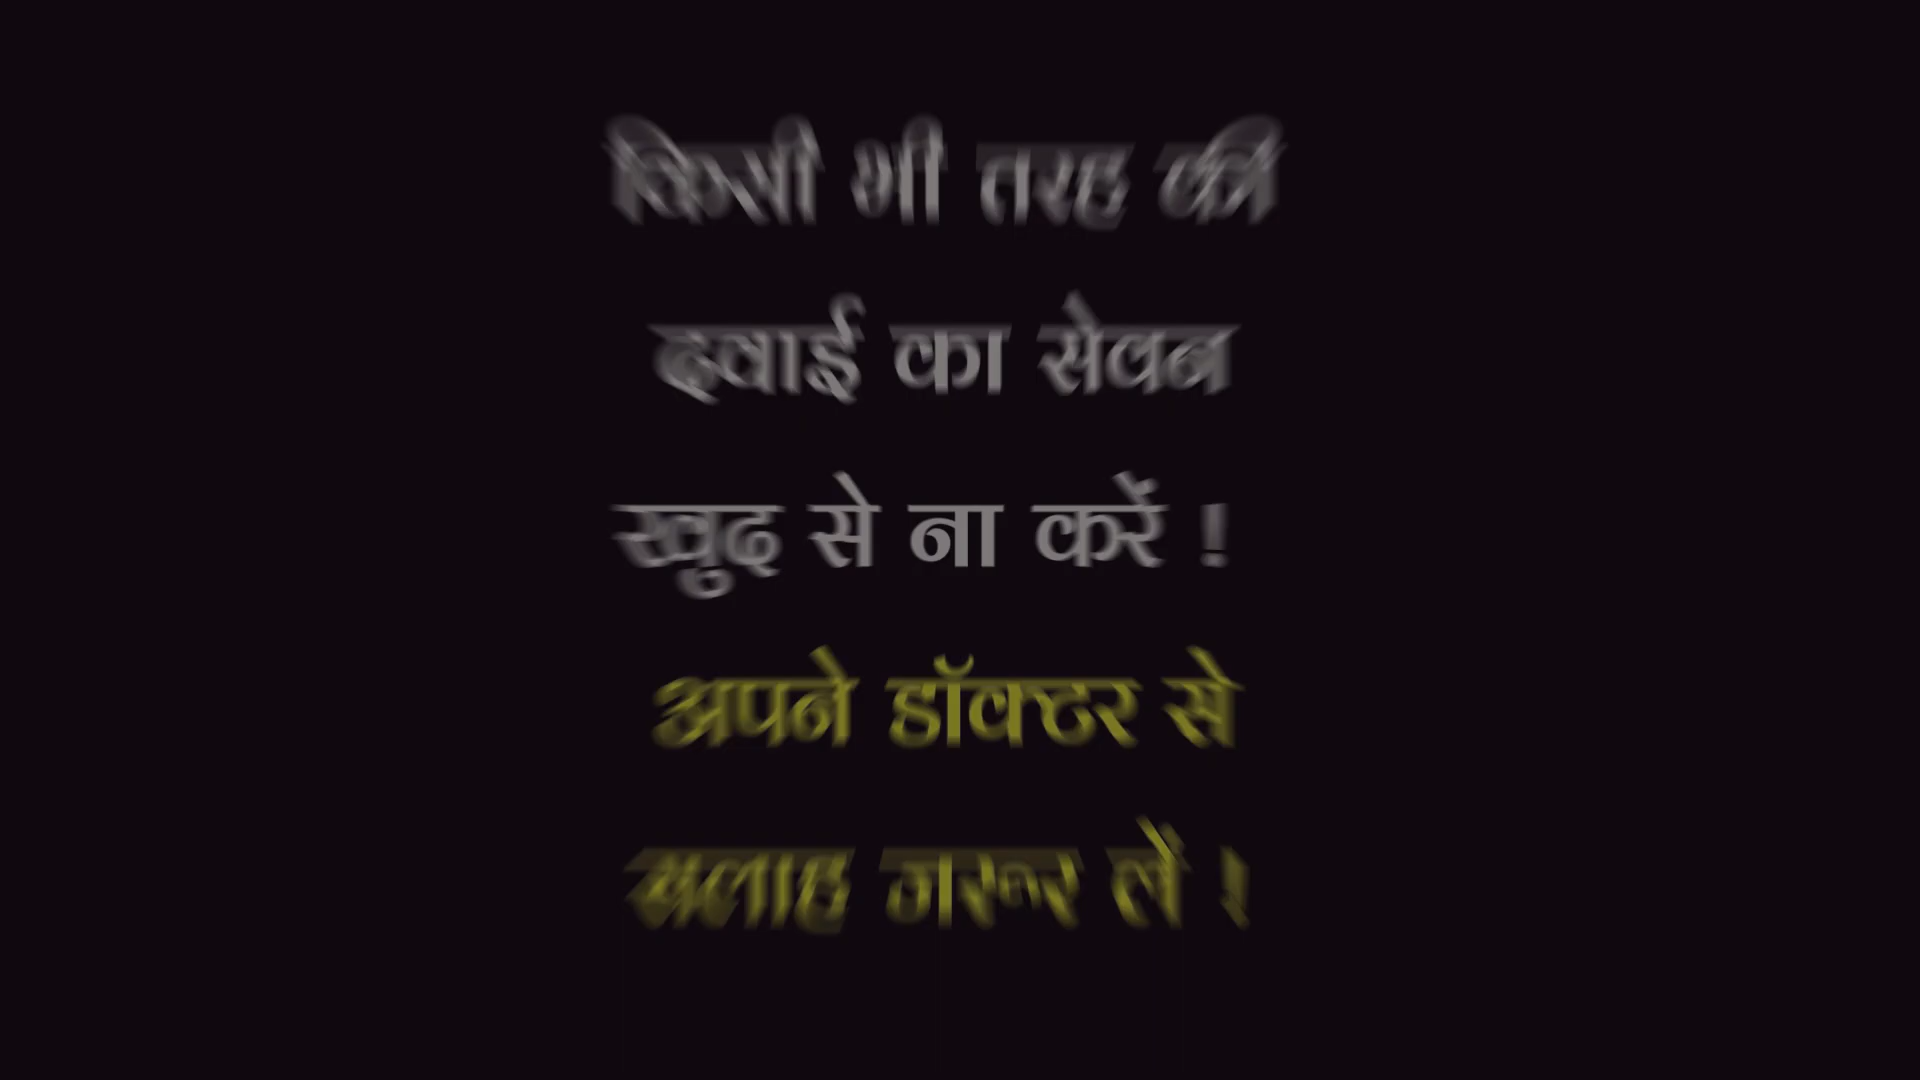 किसी भी तरह की
दवाई का सेवन
खुद से ना करें !
अपने डॉक्टर से
सलाह जरूर लें !